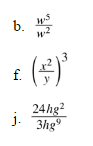 b. w⁵/w²
f. (x²/y)³
j. 24hg²/3hg⁹